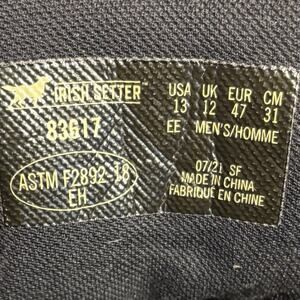 IRISH SETTER
83617
ASTM F2892-18
EH
USA UK EUR CM
13 12 47 31
EE MEN'S/HOMME
07/21 SF
MADE IN CHINA
FABRIQUÉ EN CHINE